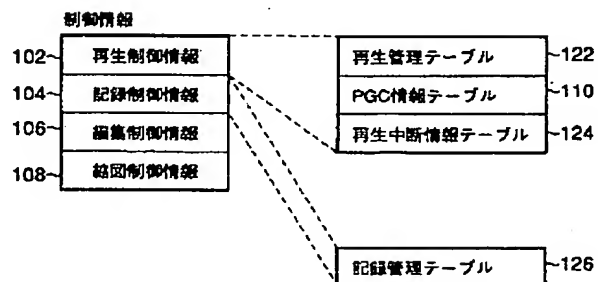 制御情報
102 再生制御情報
104 記録制御情報
106 編集制御情報
108 縮図制御情報
再生管理テーブル 122
PGC情報テーブル 110
再生中断情報テーブル 124
記録管理テーブル 126